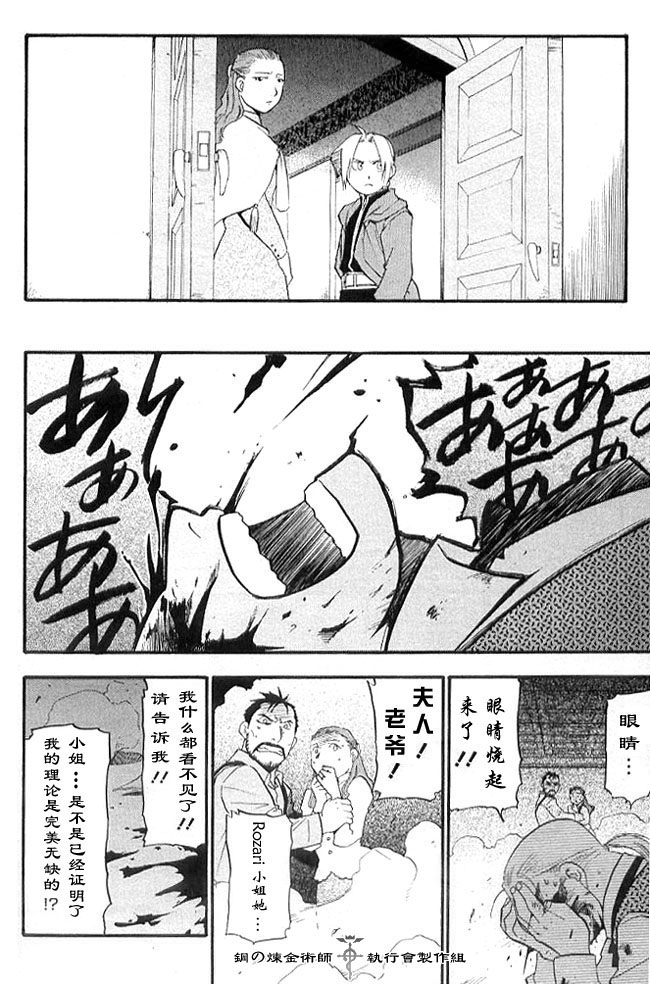 あああああ
あああああああ
眼睛…
眼睛烧起
来了!!
夫人!
老爷!
Rozari 小姐她…
我什么都看不见了!!
请告诉我!!
小姐…是不是已经证明了
我的理论是完美无缺的!?
鋼の煉金術師 執行會製作組